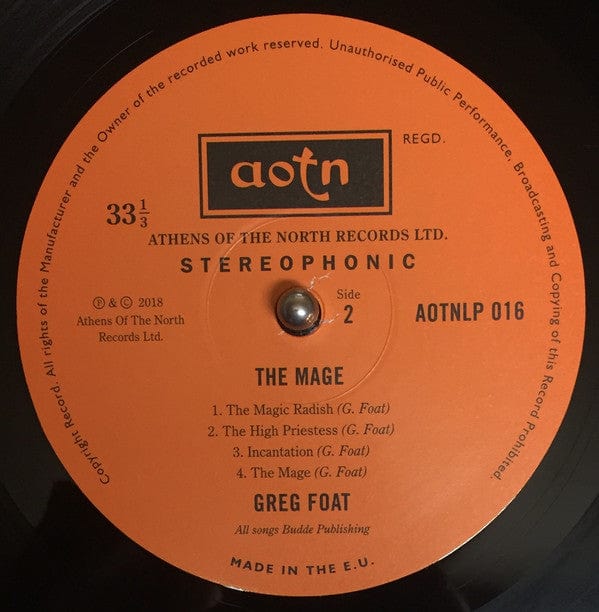 Copyright Record. All rights of the Manufacturer and the Owner of the recorded work reserved. Unauthorised Public Performance, Broadcasting and Copying of this Record Prohibited.
aotn
REGD.
33 1/3
ATHENS OF THE NORTH RECORDS LTD.
STEREOPHONIC
℗ & © 2018
Athens Of The North
Records Ltd.
Side
2
AOTNLP 016
THE MAGE
1. The Magic Radish (G. Foat)
2. The High Priestess (G. Foat)
3. Incantation (G. Foat)
4. The Mage (G. Foat)
GREG FOAT
All songs Budde Publishing
MADE IN THE E.U.